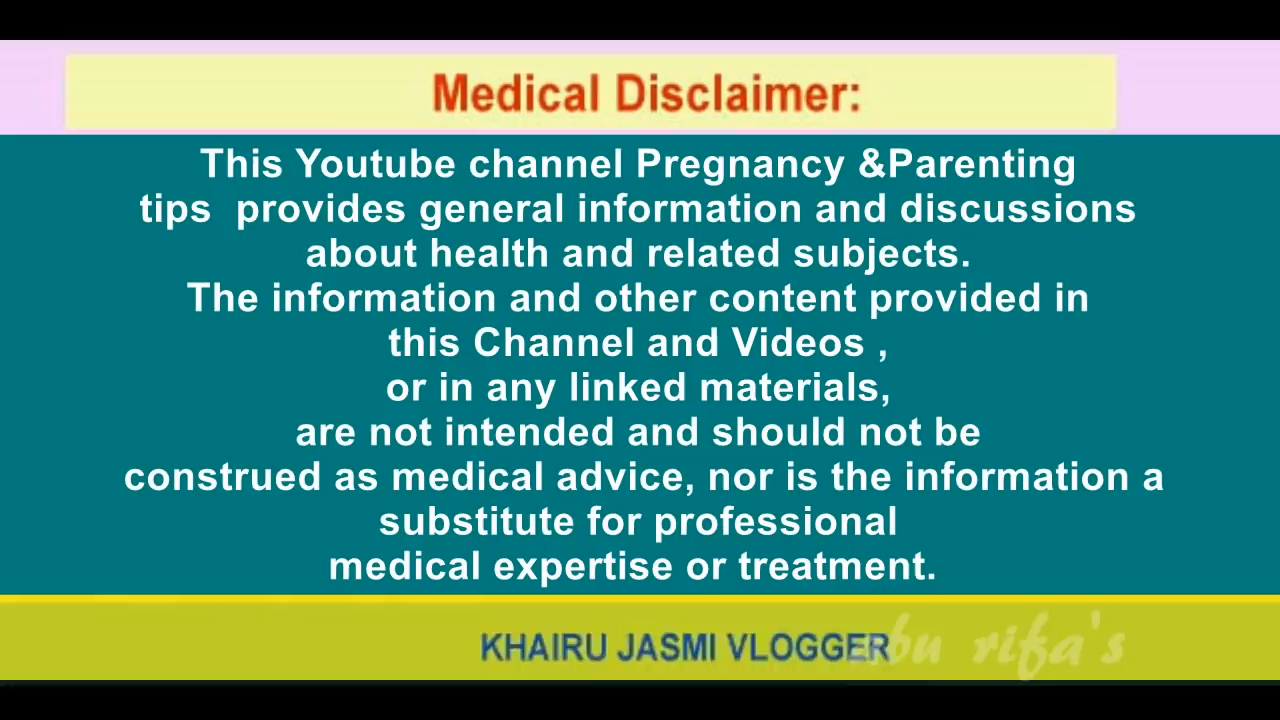 Medical Disclaimer:
This Youtube channel Pregnancy &Parenting
tips  provides general information and discussions
about health and related subjects.
The information and other content provided in
this Channel and Videos ,
or in any linked materials,
are not intended and should not be
construed as medical advice, nor is the information a
substitute for professional
medical expertise or treatment.
KHAIRU JASMI VLOGGER
abu rifa's